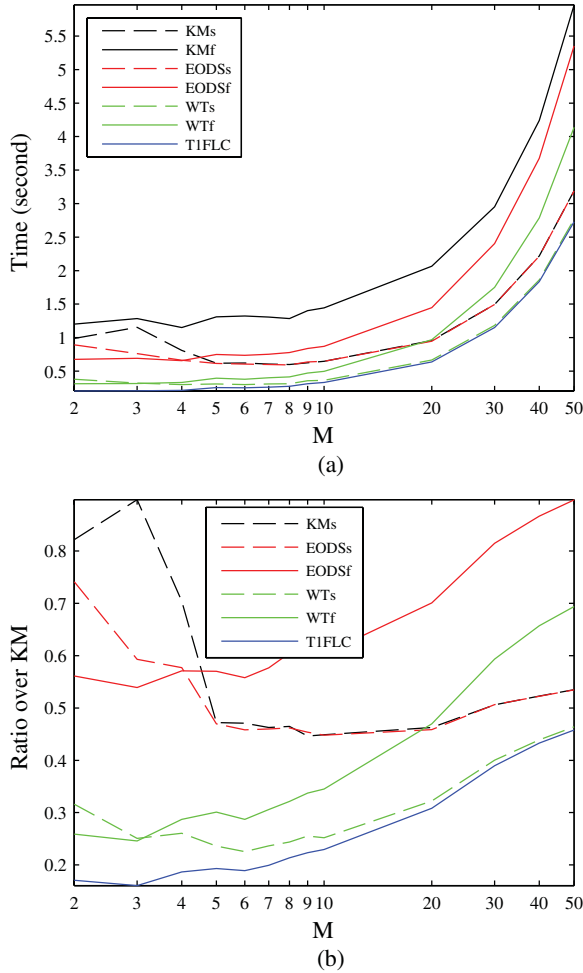 5.5
5
4.5
4
3.5
3
2.5
2
1.5
1
0.5
Time (second)
KMs
KMf
EODSs
EODSf
WTs
WTf
T1FLC
2 3 4 5 6 7 8 9 10 20 30 40 50
M
(a)
0.8
0.7
0.6
0.5
0.4
0.3
0.2
Ratio over KM
KMs
EODSs
EODSf
WTs
WTf
T1FLC
2 3 4 5 6 7 8 9 10 20 30 40 50
M
(b)